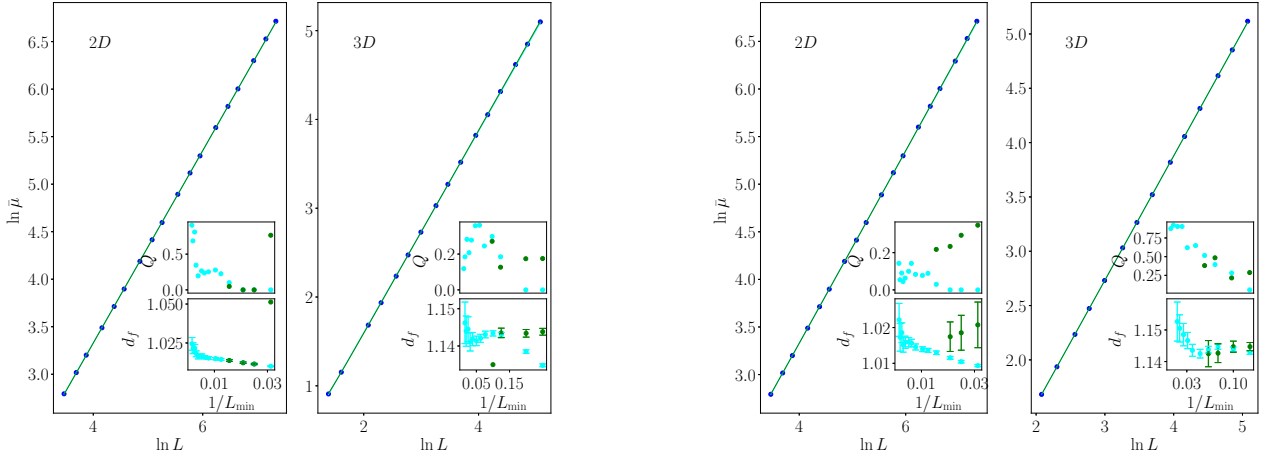 2D
ln μ̄
6.5
6.0
5.5
5.0
4.5
4.0
3.5
3.0
4
6
ln L
Q
0.5
0.0
d_f
1.050
1.025
0.01
0.03
1/L_min
3D
5
4
3
2
1
2
4
ln L
Q
0.2
0.0
d_f
1.15
1.14
0.05
0.15
1/L_min
2D
ln μ̄
6.5
6.0
5.5
5.0
4.5
4.0
3.5
3.0
4
6
ln L
Q
0.2
0.0
d_f
1.02
1.01
0.01
0.03
1/L_min
3D
5.0
4.5
4.0
3.5
3.0
2.5
2.0
2
3
4
5
ln L
Q
0.75
0.50
0.25
d_f
1.15
1.14
0.03
0.10
1/L_min